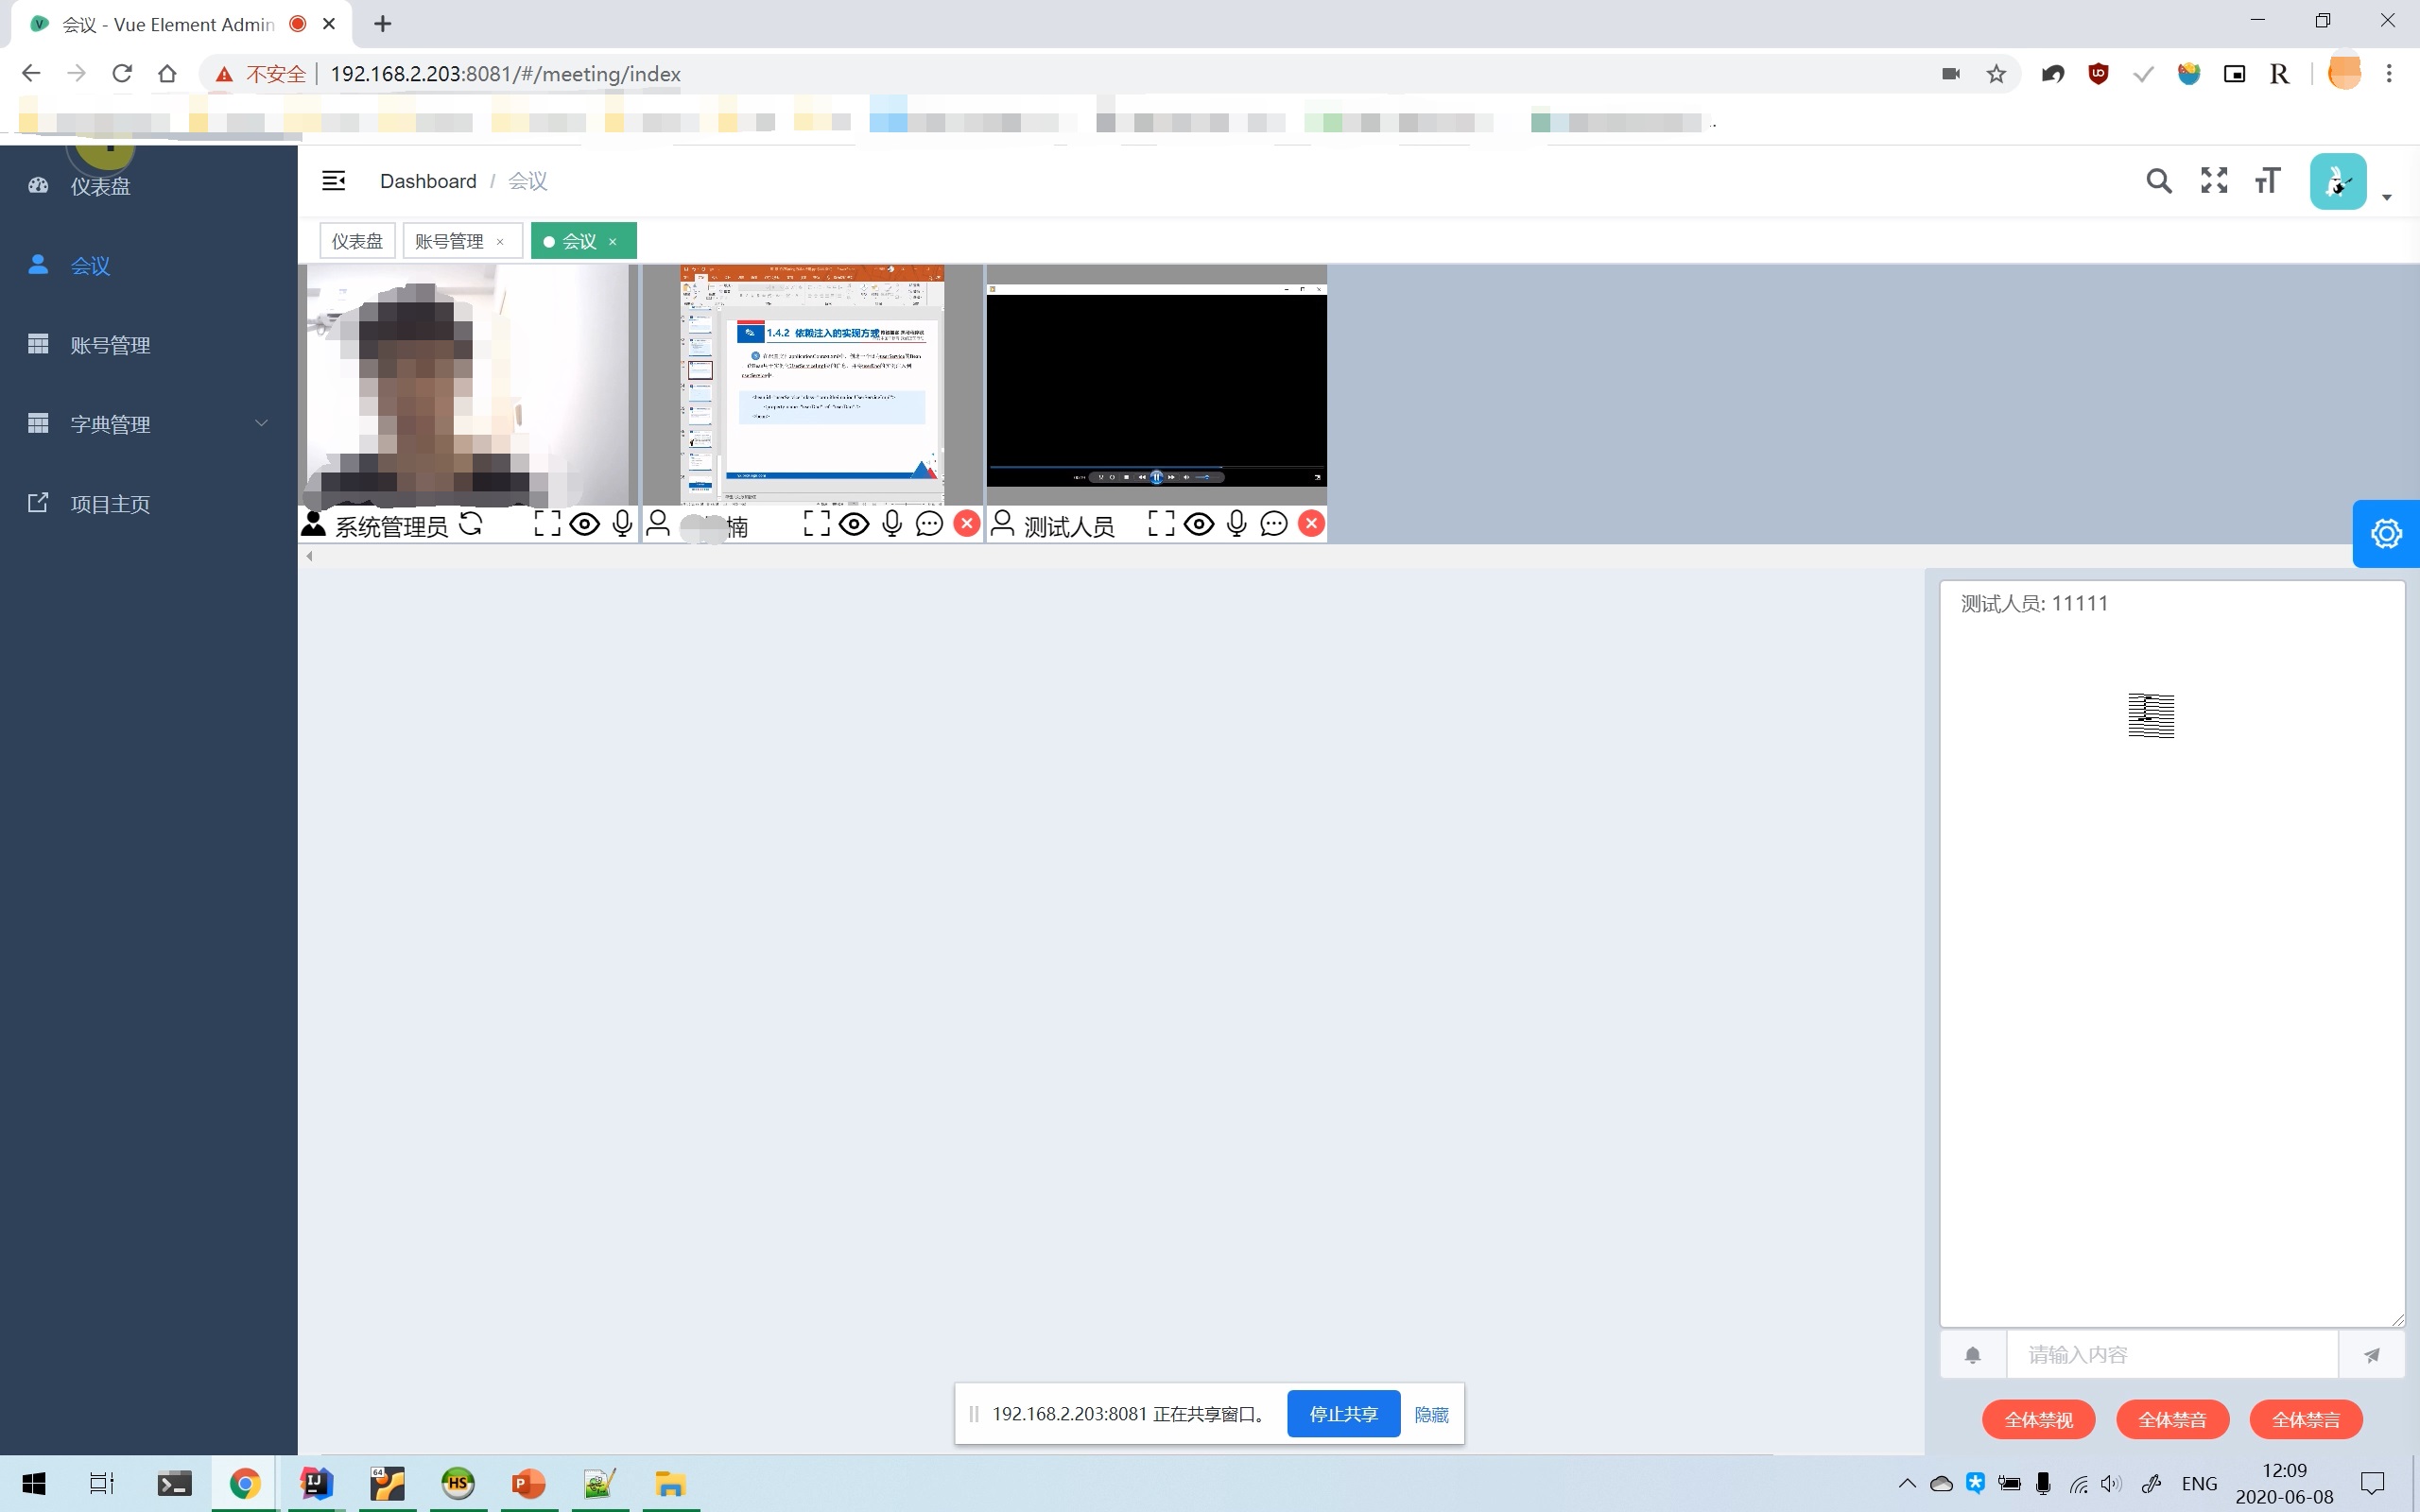 会议 - Vue Element Admin
不安全 192.168.2.203:8081/#/meeting/index
仪表盘
会议
账号管理
字典管理
项目主页
Dashboard / 会议
仪表盘 账号管理 × 会议 ×
1.4.2 依赖注入的实现方式
系统管理员
楠
测试人员
测试人员: 11111
请输入内容
全体禁视 全体禁音 全体禁言
192.168.2.203:8081 正在共享窗口。 停止共享 隐藏
ENG
12:09
2020-06-08